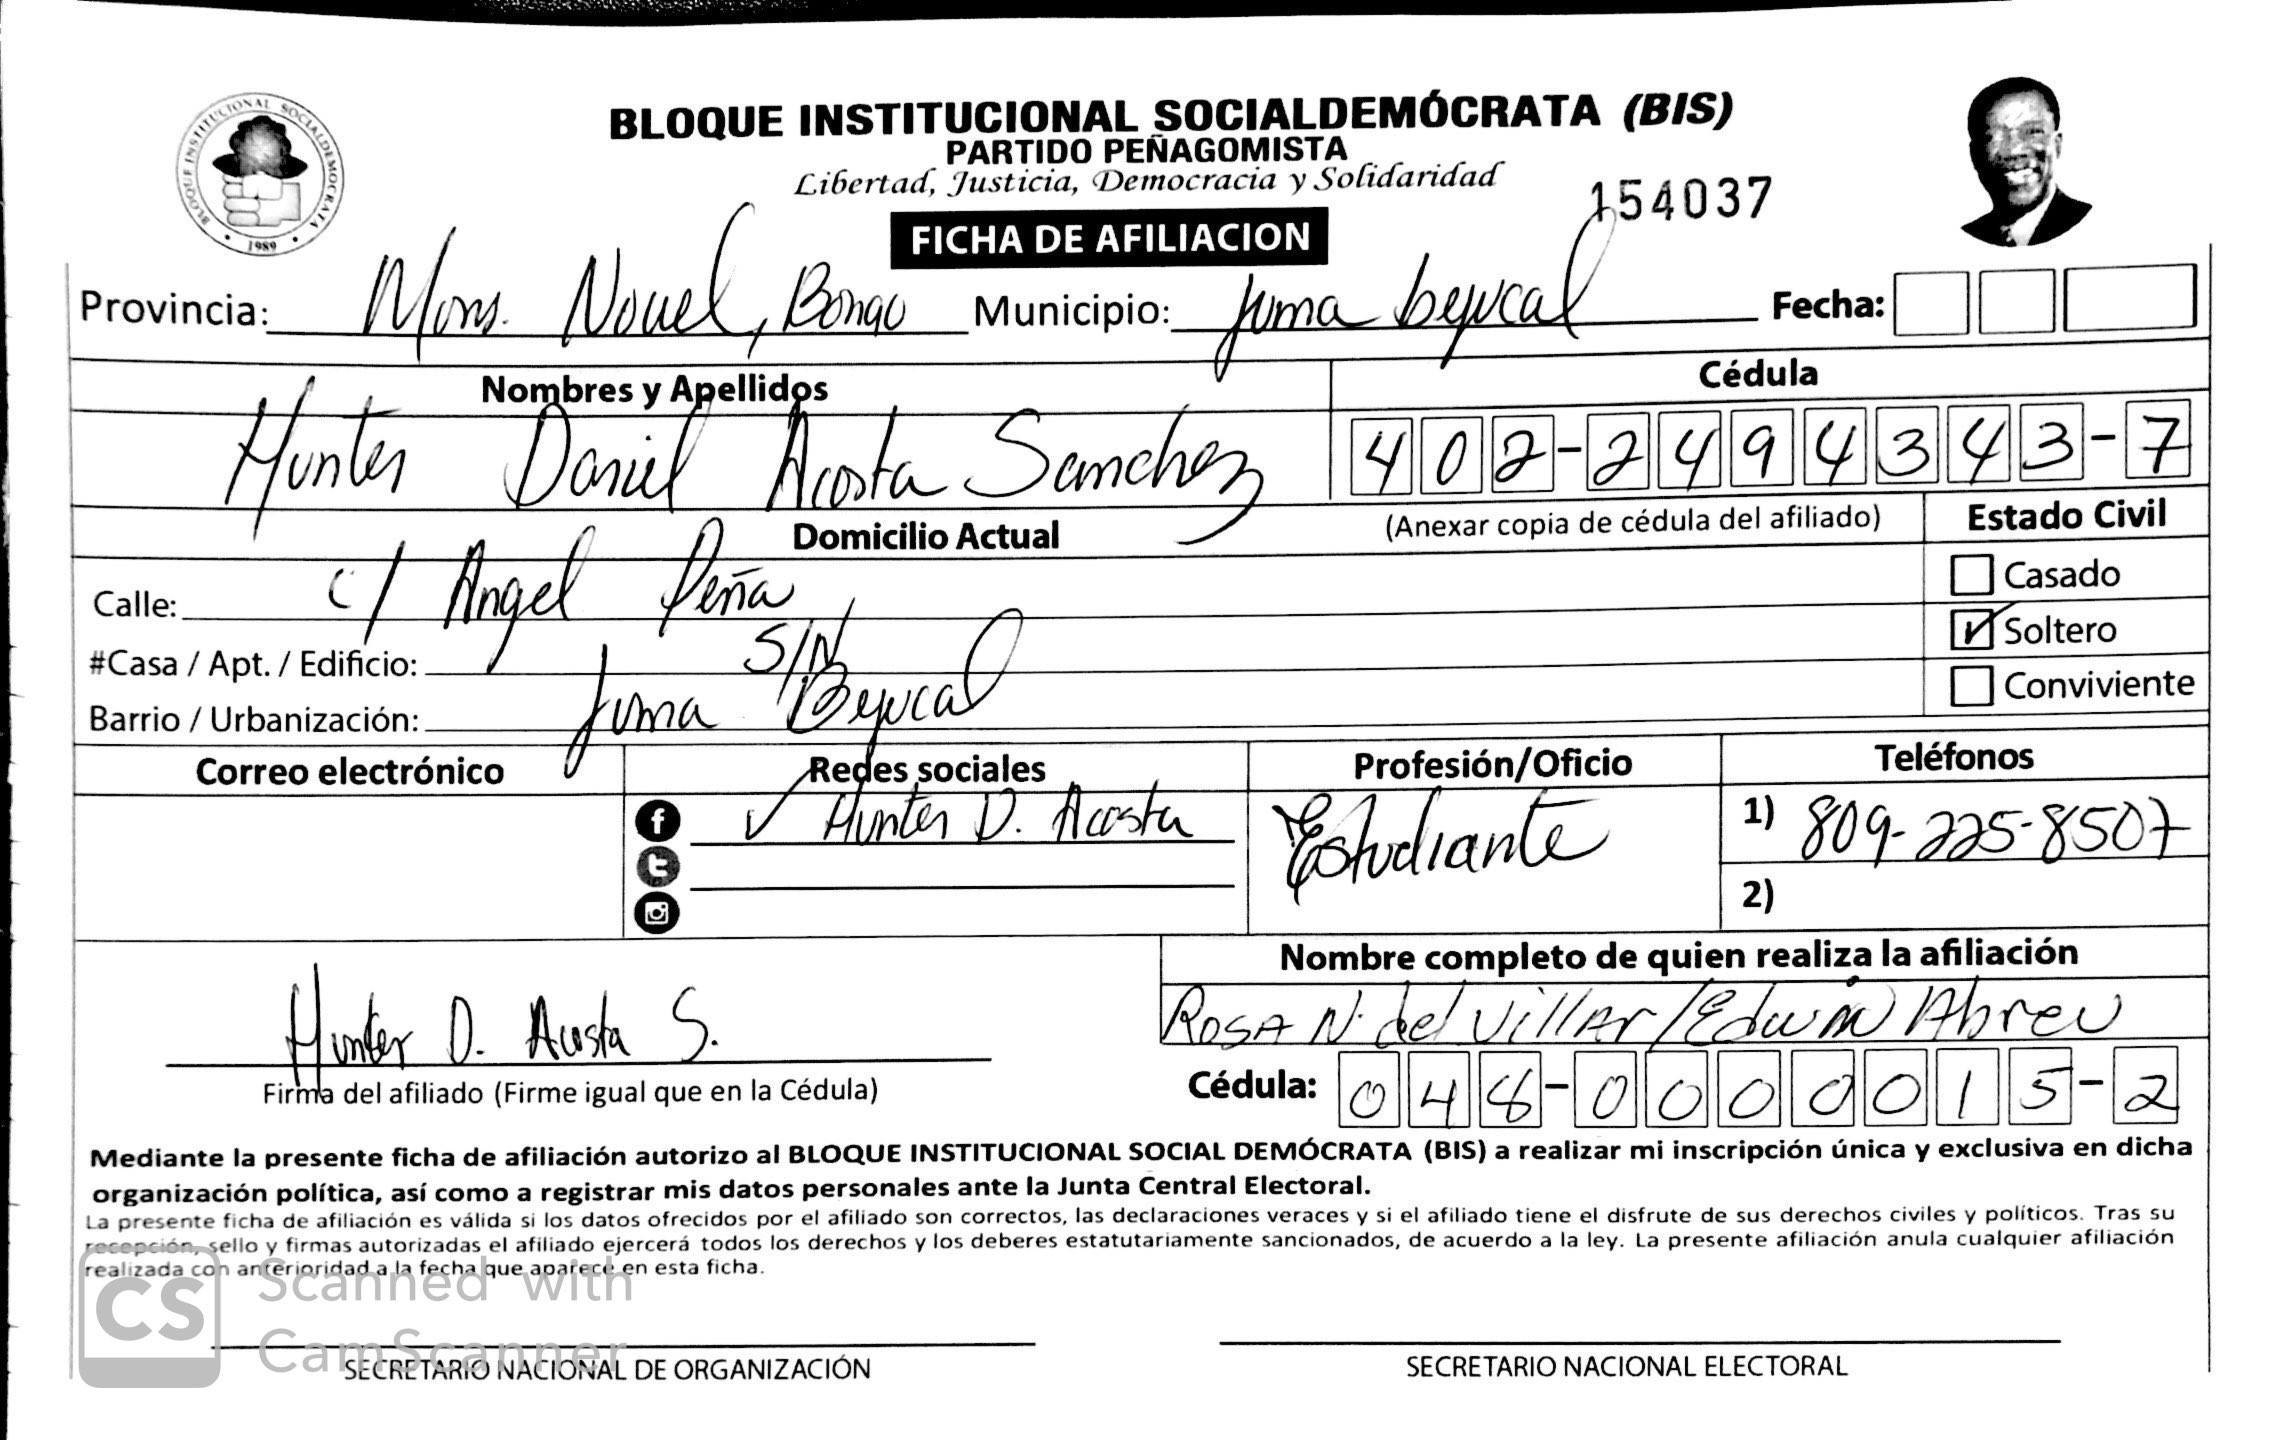 BLOQUE INSTITUCIONAL SOCIALDEMOCRATA
1989
BLOQUE INSTITUCIONAL SOCIALDEMÓCRATA (BIS)
PARTIDO PEÑAGOMISTA
Libertad, Justicia, Democracia y Solidaridad
154037
FICHA DE AFILIACION
Provincia: Mons. Nouel, Bonao Municipio: Juma bejucal Fecha:
Nombres y Apellidos Cédula
Hunter Daniel Acosta Sanchez 402-2494343-7
Domicilio Actual (Anexar copia de cédula del afiliado) Estado Civil
Calle: c/ Angel Peña Casado
#Casa / Apt. / Edificio: S/N Soltero
Barrio / Urbanización: Juma Bejucal Conviviente
Correo electrónico Redes sociales Profesión/Oficio Teléfonos
Hunter D. Acosta Estudiante 1) 809-225-8507
2)
Nombre completo de quien realiza la afiliación
Hunter D. Acosta S. ROSA N. del Villar/Edwin Abreu
Firma del afiliado (Firme igual que en la Cédula) Cédula: 048-0000015-2
Mediante la presente ficha de afiliación autorizo al BLOQUE INSTITUCIONAL SOCIAL DEMÓCRATA (BIS) a realizar mi inscripción única y exclusiva en dicha
organización política, así como a registrar mis datos personales ante la Junta Central Electoral.
La presente ficha de afiliación es válida si los datos ofrecidos por el afiliado son correctos, las declaraciones veraces y si el afiliado tiene el disfrute de sus derechos civiles y políticos. Tras su
recepción, sello y firmas autorizadas el afiliado ejercerá todos los derechos y los deberes estatutariamente sancionados, de acuerdo a la ley. La presente afiliación anula cualquier afiliación
realizada con anterioridad a la fecha que aparece en esta ficha.
CS Scanned with
CamScanner
SECRETARIO NACIONAL DE ORGANIZACIÓN SECRETARIO NACIONAL ELECTORAL